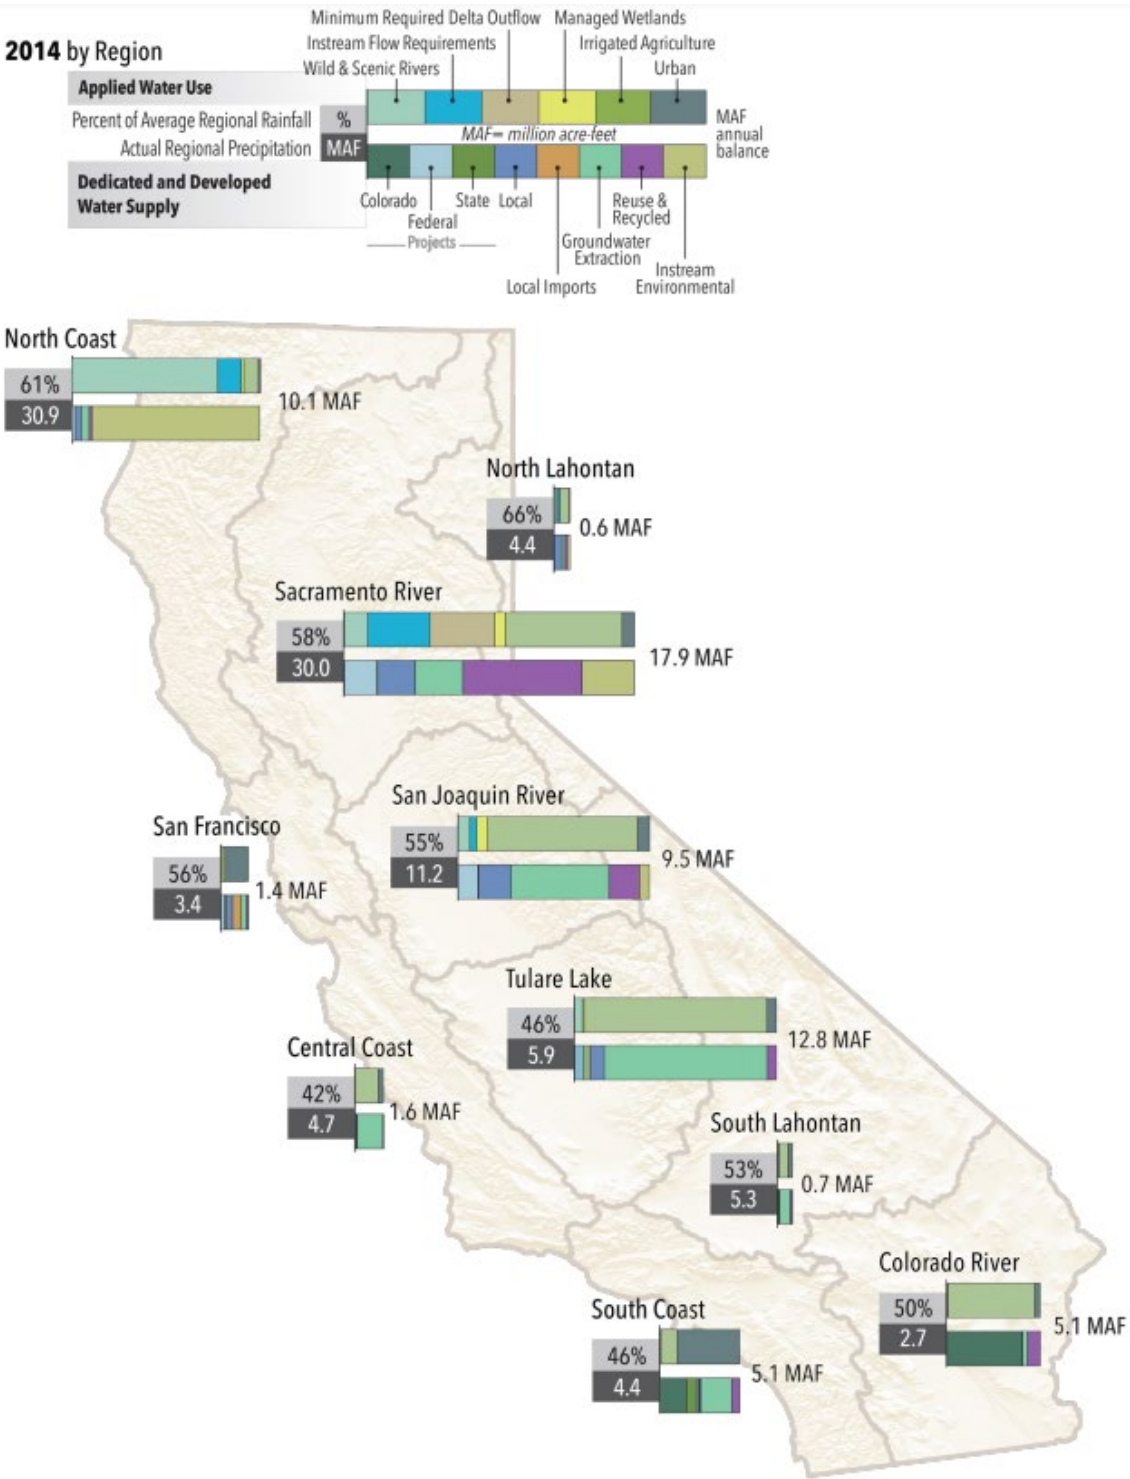 2014 by Region
Minimum Required Delta Outflow
Managed Wetlands
Instream Flow Requirements
Irrigated Agriculture
Wild & Scenic Rivers
Urban
Applied Water Use
Percent of Average Regional Rainfall
%
MAF= million acre-feet
MAF
annual
balance
Actual Regional Precipitation
MAF
Dedicated and Developed
Water Supply
Colorado
Federal
State
Local
Projects
Reuse &
Recycled
Groundwater
Extraction
Local Imports
Instream
Environmental
North Coast
61%
30.9
10.1 MAF
North Lahontan
66%
4.4
0.6 MAF
Sacramento River
58%
30.0
17.9 MAF
San Joaquin River
55%
11.2
9.5 MAF
San Francisco
56%
3.4
1.4 MAF
Tulare Lake
46%
5.9
12.8 MAF
Central Coast
42%
4.7
1.6 MAF
South Lahontan
53%
5.3
0.7 MAF
Colorado River
50%
2.7
5.1 MAF
South Coast
46%
4.4
5.1 MAF